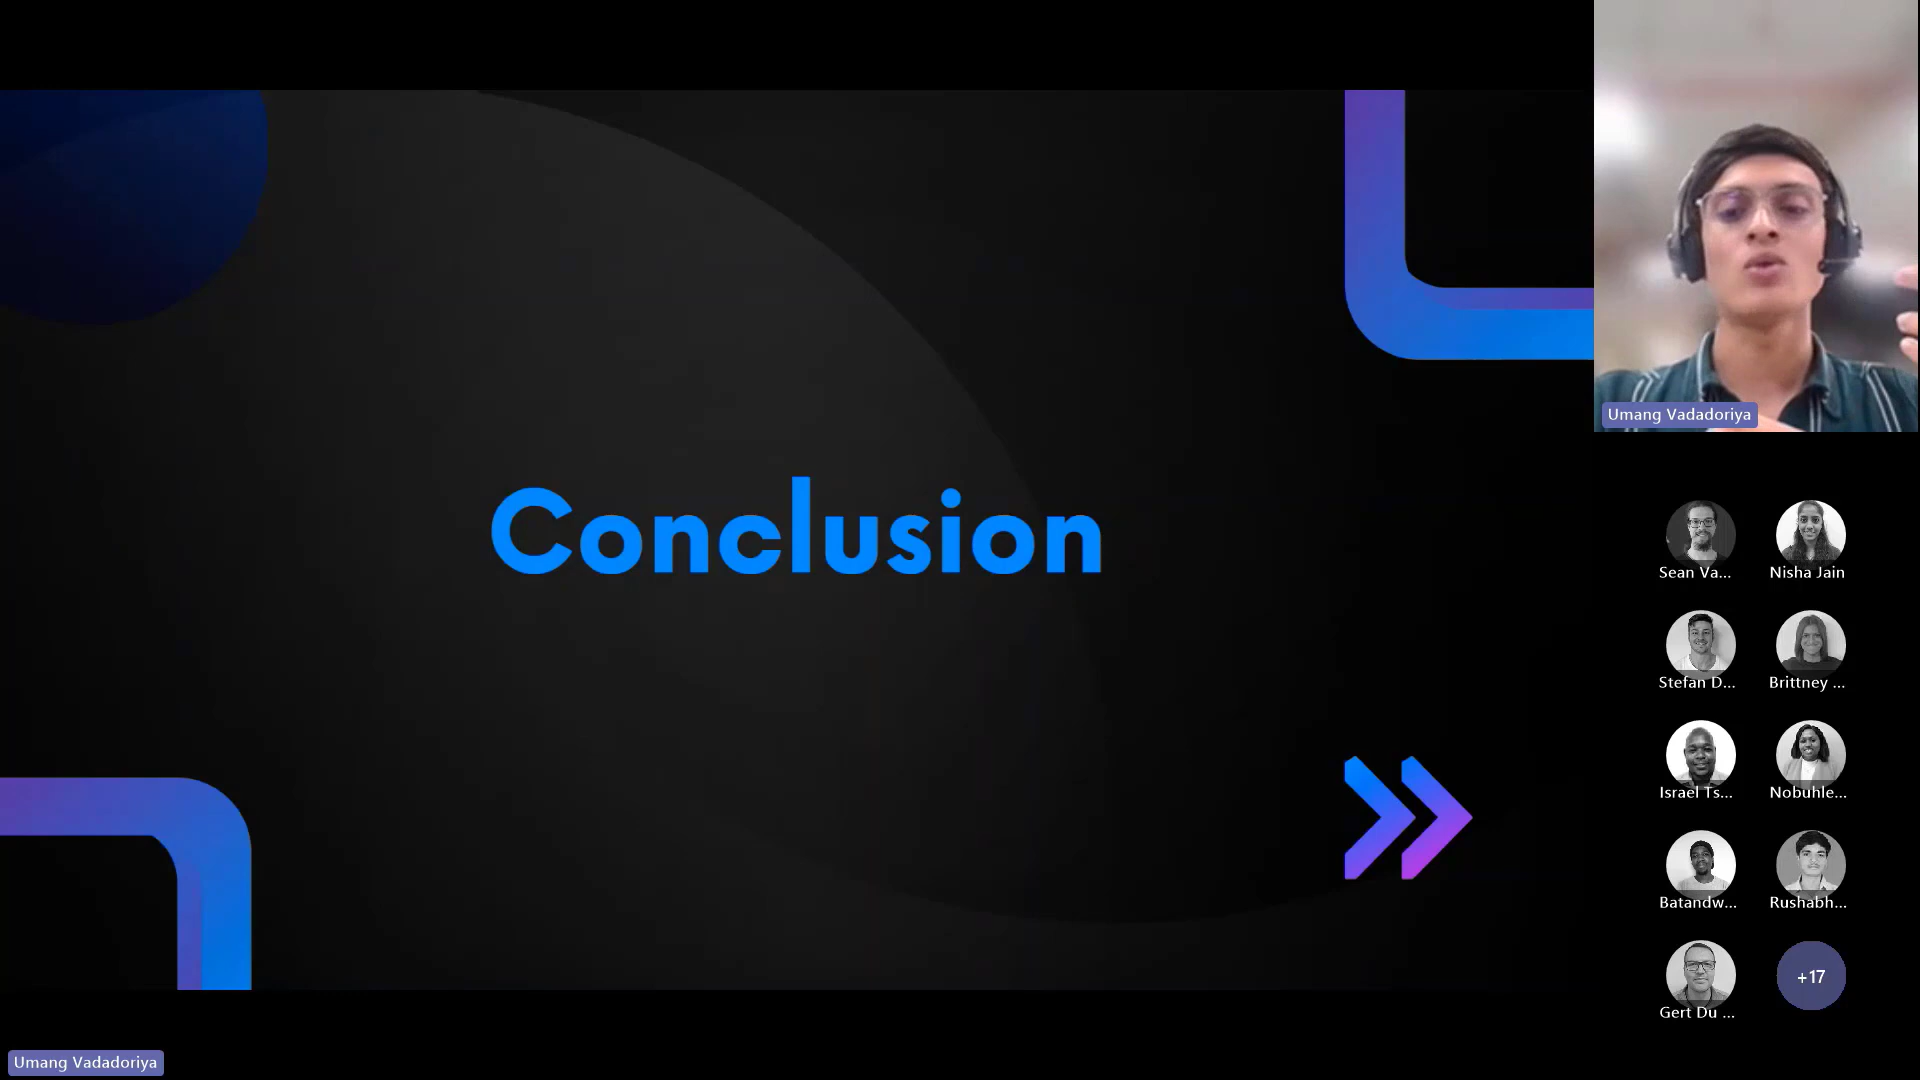 Conclusion
Umang Vadadoriya
Sean Va...
Nisha Jain
Stefan D...
Brittney ...
Israel Ts...
Nobuhle...
Batandw...
Rushabh...
Gert Du ...
+17
Umang Vadadoriya